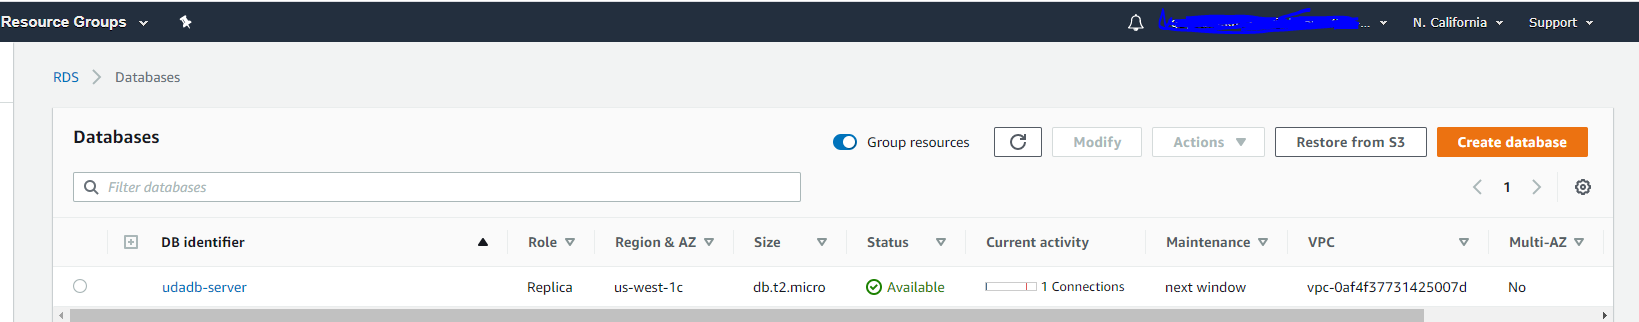 Resource Groups ... N. California Support
RDS Databases
Databases Group resources Modify Actions Restore from S3 Create database
Filter databases 1
DB identifier Role Region & AZ Size Status Current activity Maintenance VPC Multi-AZ
udadb-server Replica us-west-1c db.t2.micro Available 1 Connections next window vpc-0af4f37731425007d No